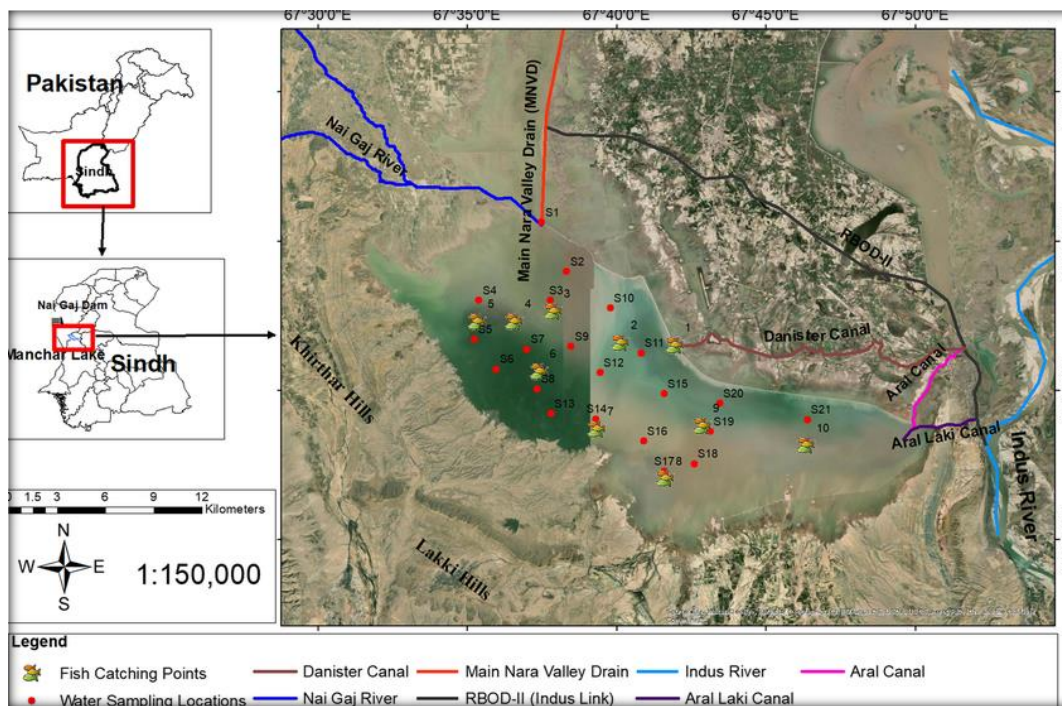 67°30'0"E 67°35'0"E 67°40'0"E 67°45'0"E 67°50'0"E
Pakistan
Sindh
Nai Gaj Dam
Manchar Lake
Sindh
0 1.5 3 6 9 12
Kilometers
N
W E
S
1:150,000
Nai Gaj River
Main Nara Valley Drain (MNVD)
RBOD-II
Danister Canal
Aral Canal
Aral Laki Canal
Indus River
Khirthar Hills
Lakki Hills
S1
S2
S4
S3
5
4
3
S10
S5
S7
S9
2
1
S11
6
S6
S8
S12
S13
S15
S20
S14
7
9
S21
S19
10
S16
S17
8
S18
Legend
Fish Catching Points
Danister Canal
Main Nara Valley Drain
Indus River
Aral Canal
Water Sampling Locations
Nai Gaj River
RBOD-II (Indus Link)
Aral Laki Canal